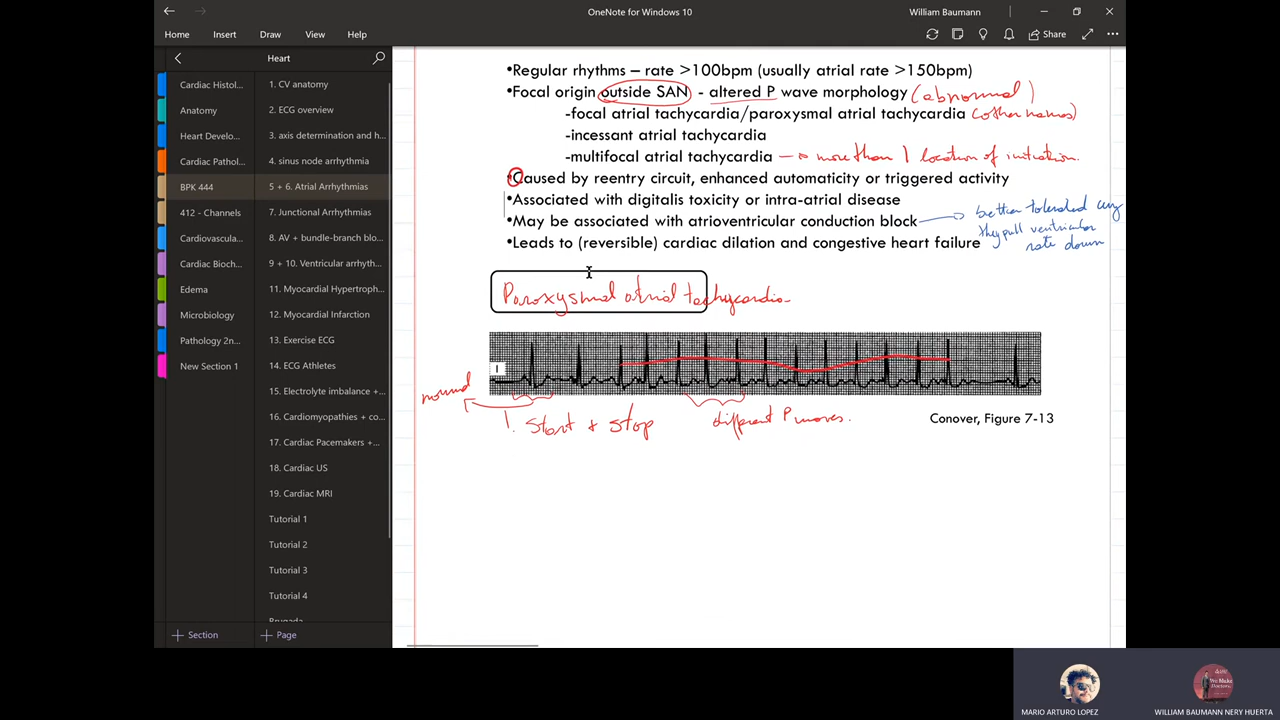 OneNote for Windows 10
William Baumann
Home Insert Draw View Help
Share
Heart
Cardiac Histol...
Anatomy
Heart Develo...
Cardiac Pathol...
BPK 444
412 - Channels
Cardiovascula...
Cardiac Bioch...
Edema
Microbiology
Pathology 2n...
New Section 1
1. CV anatomy
2. ECG overview
3. axis determination and h...
4. sinus node arrhythmia
5 + 6. Atrial Arrhythmias
7. Junctional Arrhythmias
8. AV + bundle-branch blo...
9 + 10. Ventricular arryth...
11. Myocardial Hypertroph...
12. Myocardial Infarction
13. Exercise ECG
14. ECG Athletes
15. Electrolyte imbalance +...
16. Cardiomyopathies + co...
17. Cardiac Pacemakers +...
18. Cardiac US
19. Cardiac MRI
Tutorial 1
Tutorial 2
Tutorial 3
Tutorial 4
+ Section
+ Page
•Regular rhythms – rate >100bpm (usually atrial rate >150bpm)
•Focal origin outside SAN - altered P wave morphology (abnormal)
-focal atrial tachycardia/paroxysmal atrial tachycardia (other names)
-incessant atrial tachycardia
-multifocal atrial tachycardia → more than 1 location of initiation.
•Caused by reentry circuit, enhanced automaticity or triggered activity
•Associated with digitalis toxicity or intra-atrial disease
•May be associated with atrioventricular conduction block → better tolerated
they pull ventricular
rate down
•Leads to (reversible) cardiac dilation and congestive heart failure
Paroxysmal atrial tachycardia
I
normal
1. Start & stop
different P waves.
Conover, Figure 7-13
MARIO ARTURO LOPEZ
WILLIAM BAUMANN NERY HUERTA